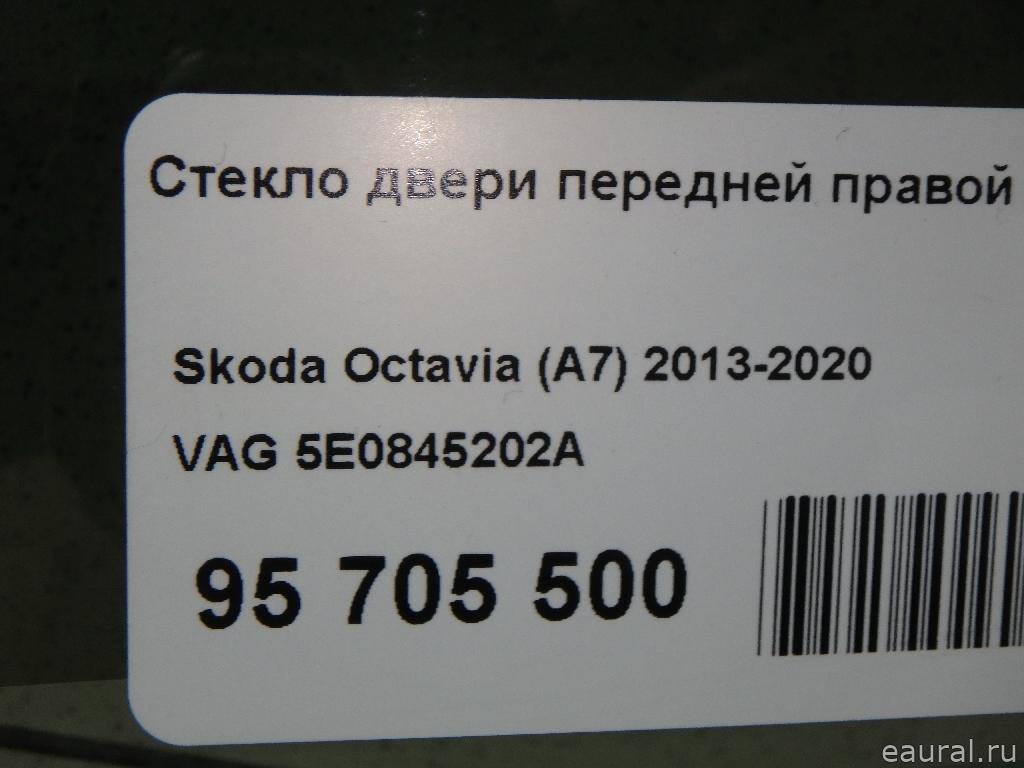 Стекло двери передней правой
Skoda Octavia (A7) 2013-2020
VAG 5E0845202A
95 705 500
eaural.ru